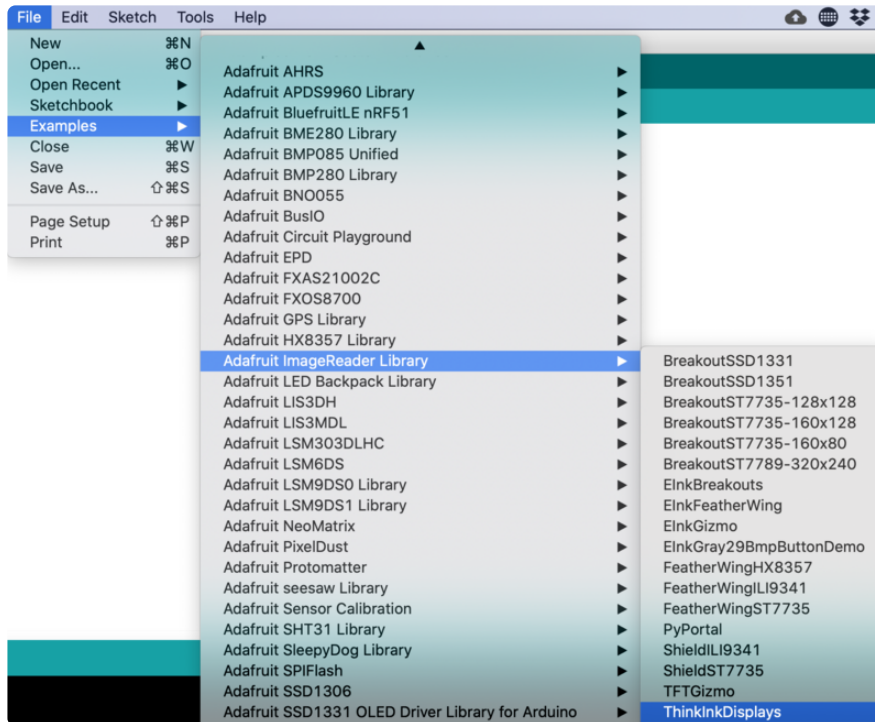 File Edit Sketch Tools Help
New ⌘N
Open... ⌘O
Open Recent ▶
Sketchbook ▶
Examples ▶
Close ⌘W
Save ⌘S
Save As... ⇧⌘S
Page Setup ⇧⌘P
Print ⌘P
Adafruit AHRS
Adafruit APDS9960 Library
Adafruit BluefruitLE nRF51
Adafruit BME280 Library
Adafruit BMP085 Unified
Adafruit BMP280 Library
Adafruit BNO055
Adafruit BusIO
Adafruit Circuit Playground
Adafruit EPD
Adafruit FXAS21002C
Adafruit FXOS8700
Adafruit GPS Library
Adafruit HX8357 Library
Adafruit ImageReader Library
Adafruit LED Backpack Library
Adafruit LIS3DH
Adafruit LIS3MDL
Adafruit LSM303DLHC
Adafruit LSM6DS
Adafruit LSM9DS0 Library
Adafruit LSM9DS1 Library
Adafruit NeoMatrix
Adafruit PixelDust
Adafruit Protomatter
Adafruit seesaw Library
Adafruit Sensor Calibration
Adafruit SHT31 Library
Adafruit SleepyDog Library
Adafruit SPIFlash
Adafruit SSD1306
Adafruit SSD1331 OLED Driver Library for Arduino
BreakoutSSD1331
BreakoutSSD1351
BreakoutST7735-128x128
BreakoutST7735-160x128
BreakoutST7735-160x80
BreakoutST7789-320x240
EInkBreakouts
EInkFeatherWing
EInkGizmo
EInkGray29BmpButtonDemo
FeatherWingHX8357
FeatherWingILI9341
FeatherWingST7735
PyPortal
ShieldILI9341
ShieldST7735
TFTGizmo
ThinkInkDisplays